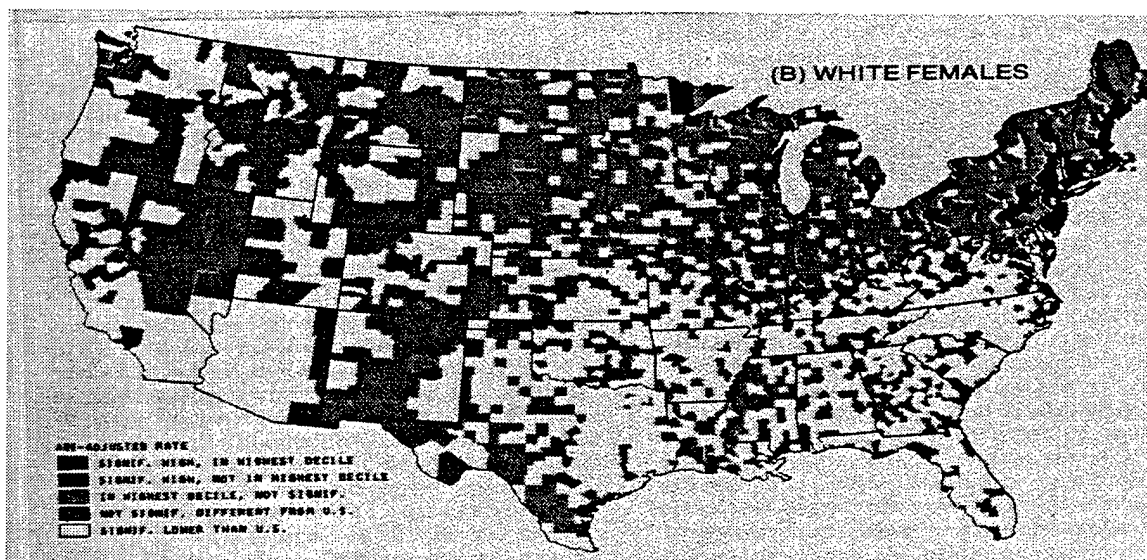 (B) WHITE FEMALES
AGE-ADJUSTED RATE
SIGNIF. HIGH, IN HIGHEST DECILE
SIGNIF. HIGH, NOT IN HIGHEST DECILE
IN HIGHEST DECILE, NOT SIGNIF.
NOT SIGNIF. DIFFERENT FROM U.S.
SIGNIF. LOWER THAN U.S.